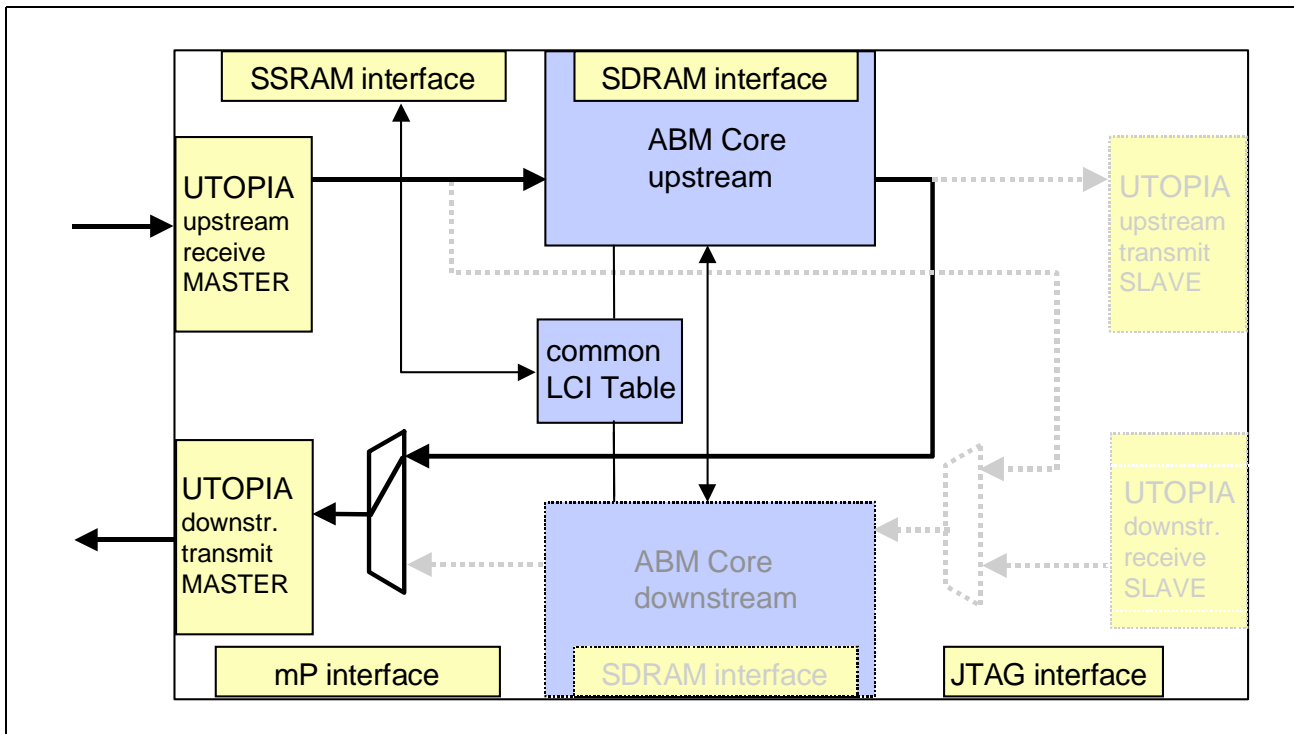 SSRAM interface
SDRAM interface
ABM Core
upstream
UTOPIA
upstream
receive
MASTER
UTOPIA
upstream
transmit
SLAVE
common
LCI Table
UTOPIA
downstr.
transmit
MASTER
ABM Core
downstream
UTOPIA
downstr.
receive
SLAVE
mP interface
SDRAM interface
JTAG interface